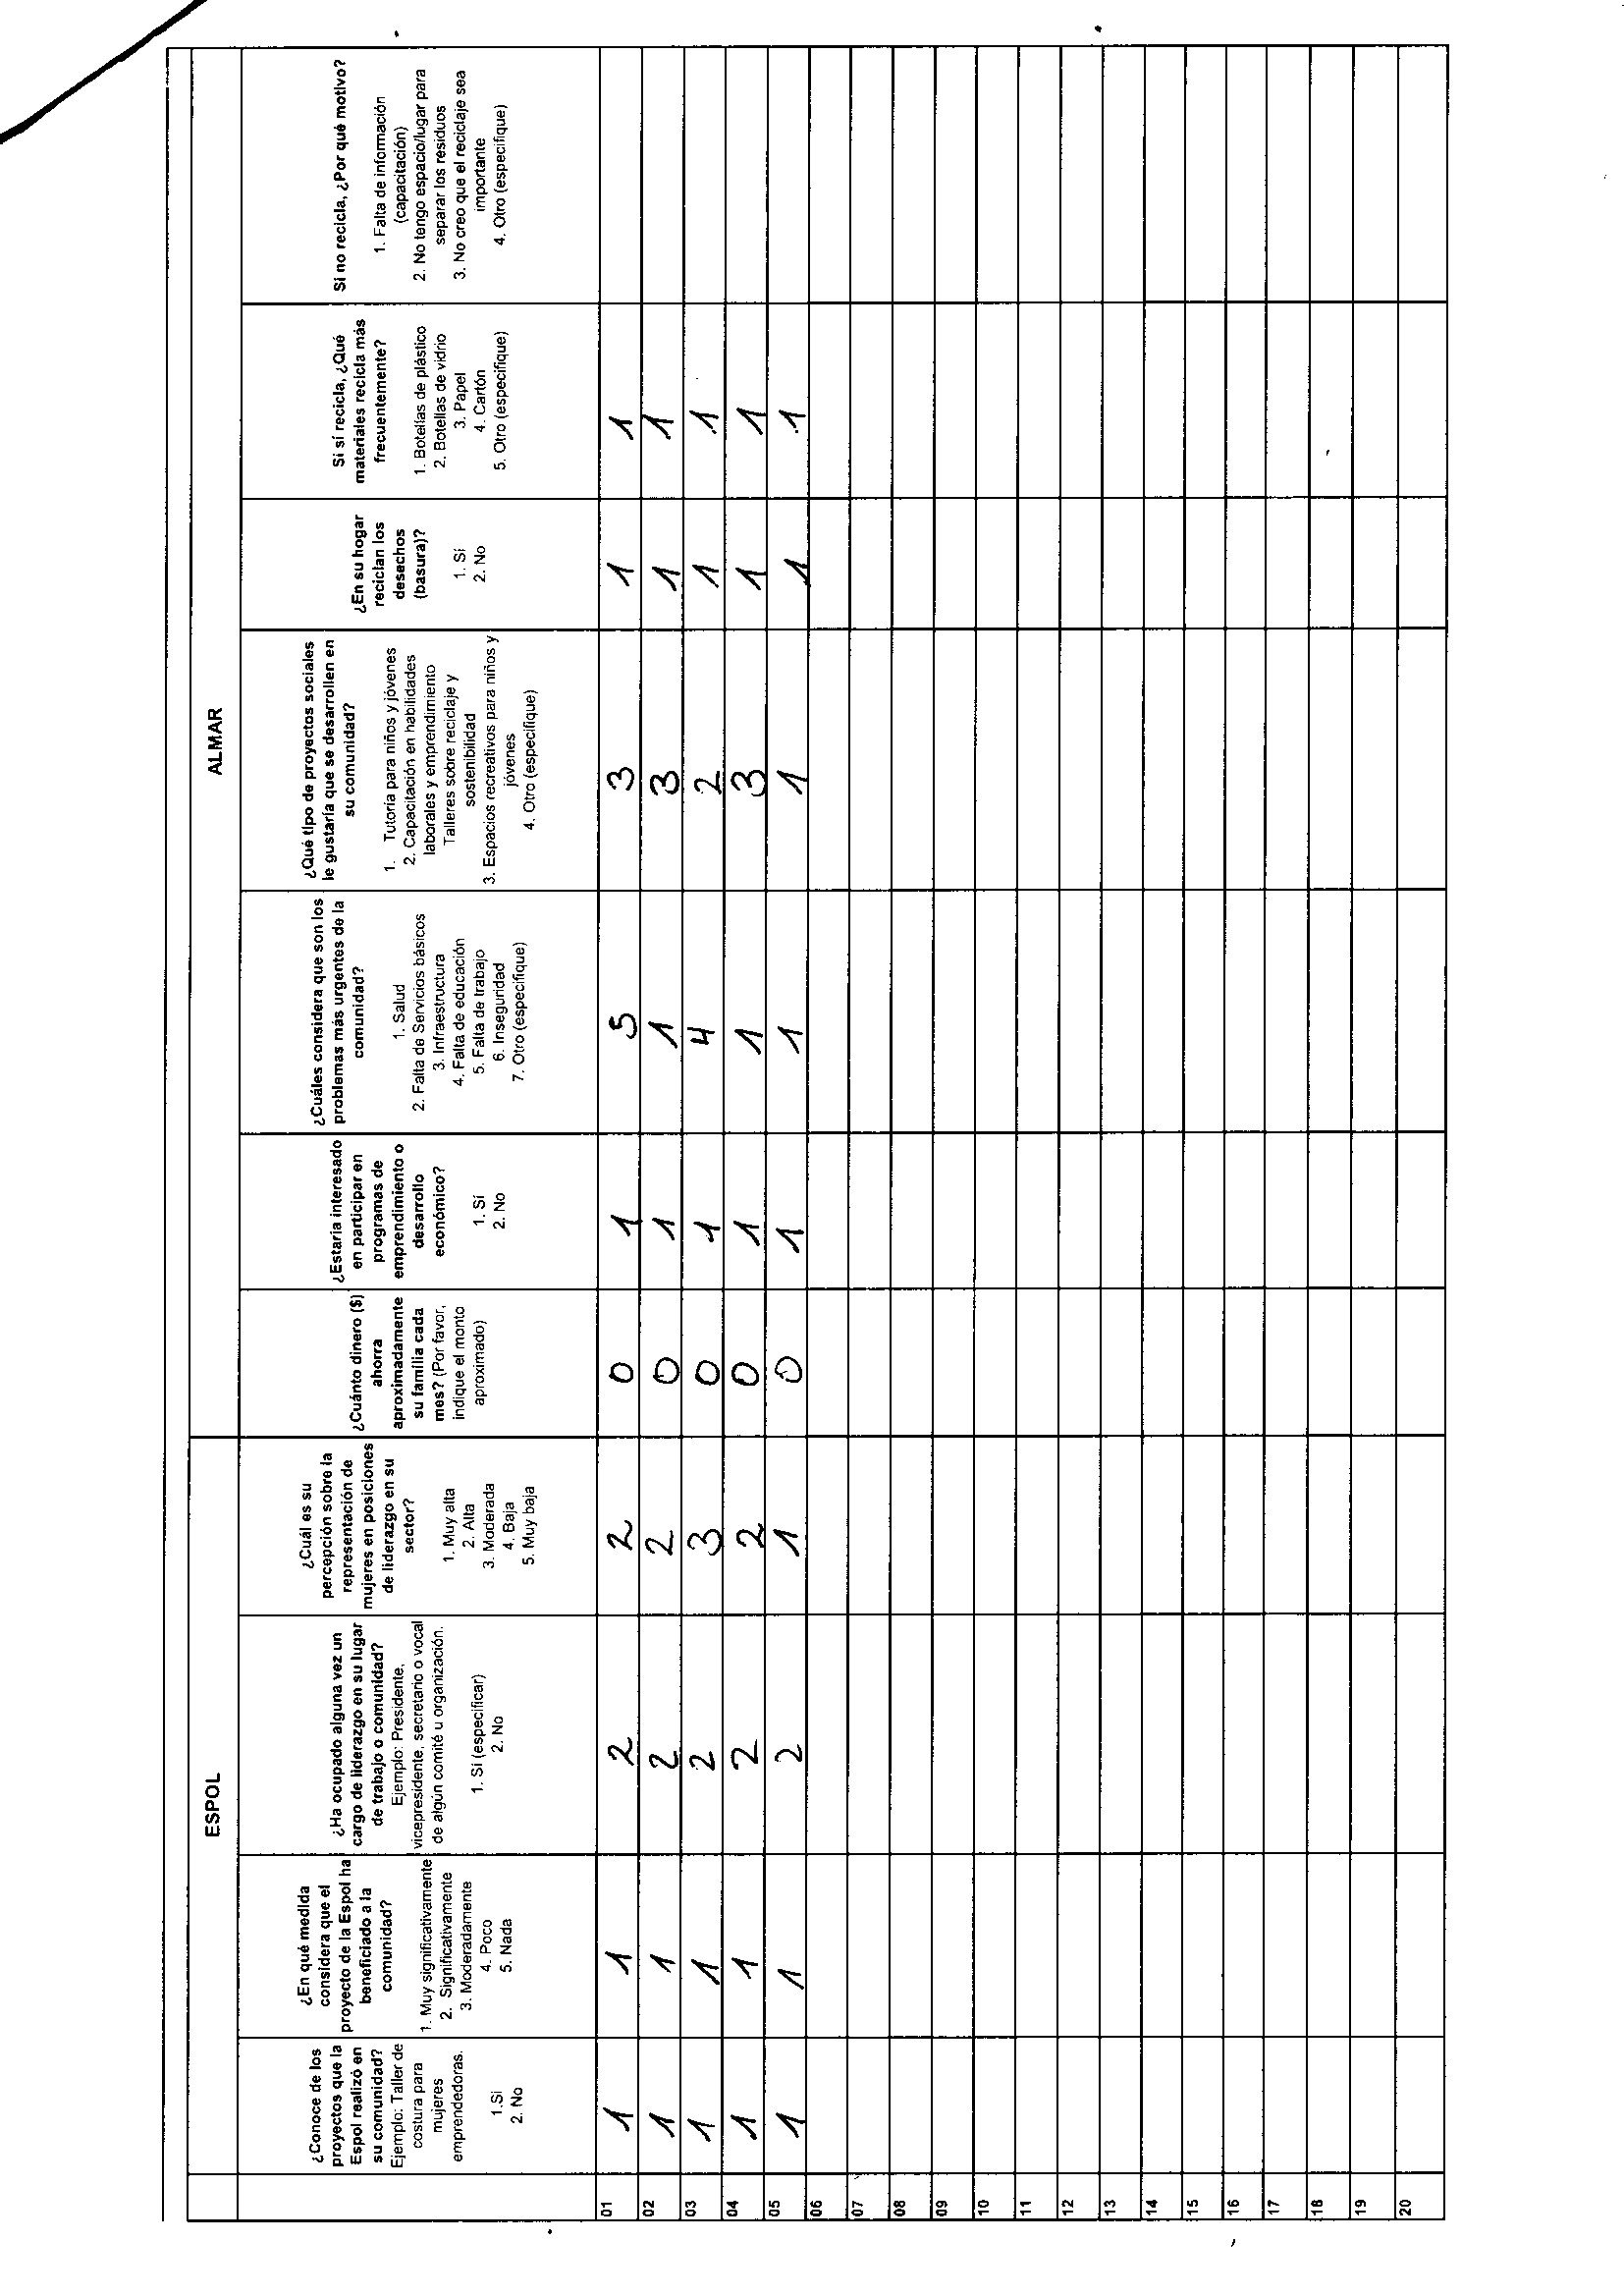 ESPOL
ALMAR
¿Conoce de los
proyectos que la
Espol realizó en
su comunidad?
Ejemplo: Taller de
costura para
mujeres
emprendedoras.
1.Si
2. No
¿En qué medida
considera que el
proyecto de la Espol ha
beneficiado a la
comunidad?
1. Muy significativamente
2. Significativamente
3. Moderadamente
4. Poco
5. Nada
¿Ha ocupado alguna vez un
cargo de liderazgo en su lugar
de trabajo o comunidad?
Ejemplo: Presidente,
vicepresidente, secretario o vocal
de algún comité u organización.
1. Si (especificar)
2. No
¿Cuál es su
percepción sobre la
representación de
mujeres en posiciones
de liderazgo en su
sector?
1. Muy alta
2. Alta
3. Moderada
4. Baja
5. Muy baja
¿Cuánto dinero ($)
ahorra
aproximadamente
su familia cada
mes? (Por favor,
indique el monto
aproximado)
¿Estaría interesado
en participar en
programas de
emprendimiento o
desarrollo
económico?
1. Sí
2. No
¿Cuáles considera que son los
problemas más urgentes de la
comunidad?
1. Salud
2. Falta de Servicios básicos
3. Infraestructura
4. Falta de educación
5. Falta de trabajo
6. Inseguridad
7. Otro (especifique)
¿Qué tipo de proyectos sociales
le gustaría que se desarrollen en
su comunidad?
1. Tutoría para niños y jóvenes
2. Capacitación en habilidades
laborales y emprendimiento
Talleres sobre reciclaje y
sostenibilidad
3. Espacios recreativos para niños y
jóvenes
4. Otro (especifique)
¿En su hogar
reciclan los
desechos
(basura)?
1. Sí
2. No
Si sí recicla, ¿Qué
materiales recicla más
frecuentemente?
1. Botellas de plástico
2. Botellas de vidrio
3. Papel
4. Cartón
5. Otro (especifique)
Si no recicla, ¿Por qué motivo?
1. Falta de información
(capacitación)
2. No tengo espacio/lugar para
separar los residuos
3. No creo que el reciclaje sea
importante
4. Otro (especifique)
01 1 1 2 2 0 1 5 3 1 1
02 1 1 2 2 0 1 1 3 1 1
03 1 1 2 3 0 1 4 2 1 1
04 1 1 2 2 0 1 1 3 1 1
05 1 1 2 1 0 1 1 1 1 1
06
07
08
09
10
11
12
13
14
15
16
17
18
19
20